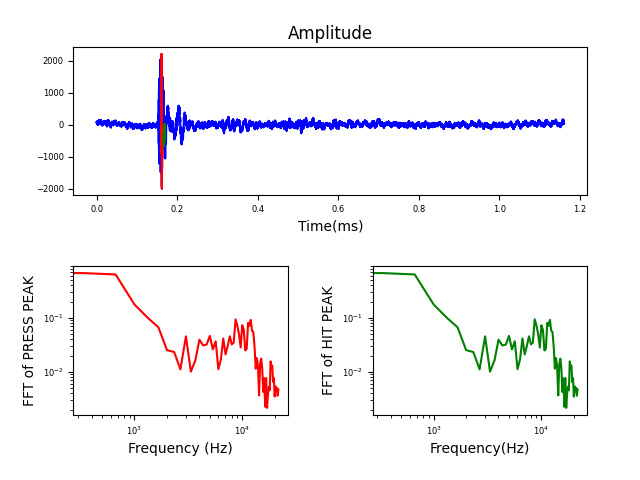 Amplitude
2000
1000
0
−1000
−2000
0.0 0.2 0.4 0.6 0.8 1.0 1.2
Time(ms)
FFT of PRESS PEAK
10⁻¹
10⁻²
10³ 10⁴
Frequency (Hz)
FFT of HIT PEAK
10⁻¹
10⁻²
10³ 10⁴
Frequency(Hz)